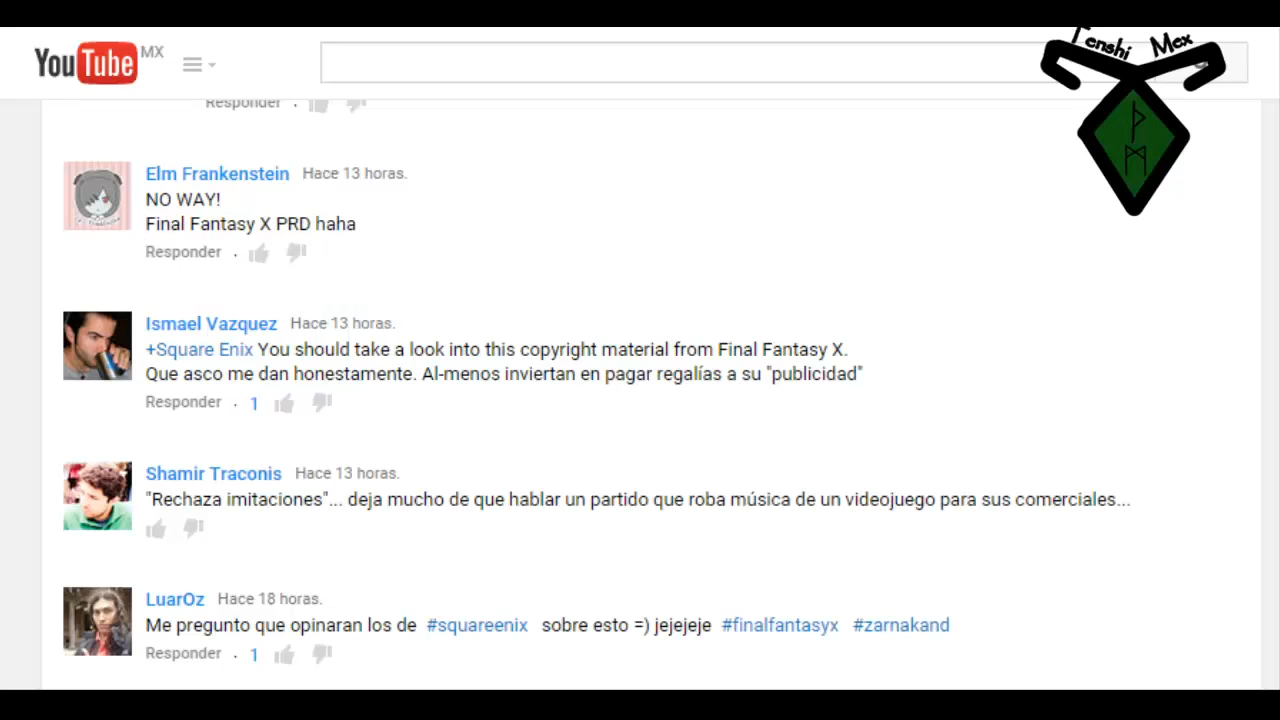 YouTube MX
Tenshi Mex
Responder .
Elm Frankenstein Hace 13 horas.
NO WAY!
Final Fantasy X PRD haha
Responder .
Ismael Vazquez Hace 13 horas.
+Square Enix You should take a look into this copyright material from Final Fantasy X.
Que asco me dan honestamente. Al-menos inviertan en pagar regalías a su "publicidad"
Responder . 1
Shamir Traconis Hace 13 horas.
"Rechaza imitaciones"... deja mucho de que hablar un partido que roba música de un videojuego para sus comerciales...
LuarOz Hace 18 horas.
Me pregunto que opinaran los de #squareenix sobre esto =) jejejeje #finalfantasyx #zarnakand
Responder . 1